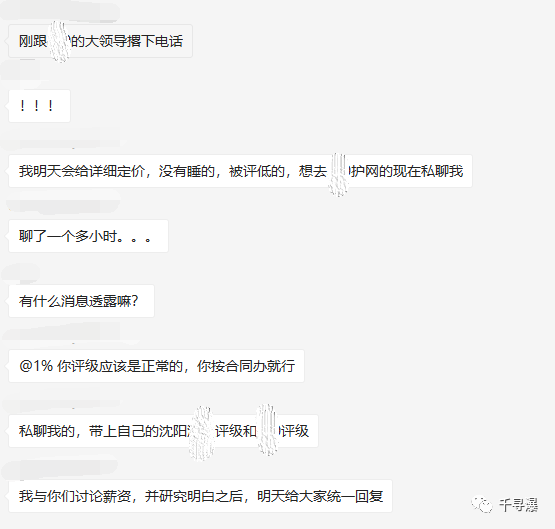 刚跟 的大领导撂下电话
！！！
我明天会给详细定价，没有睡的，被评低的，想去 护网的现在私聊我
聊了一个多小时。。。
有什么消息透露嘛？
@1% 你评级应该是正常的，你按合同办就行
私聊我的，带上自己的沈阳 评级和 评级
我与你们讨论薪资，并研究明白之后，明天给大家统一回复
千寻瀑